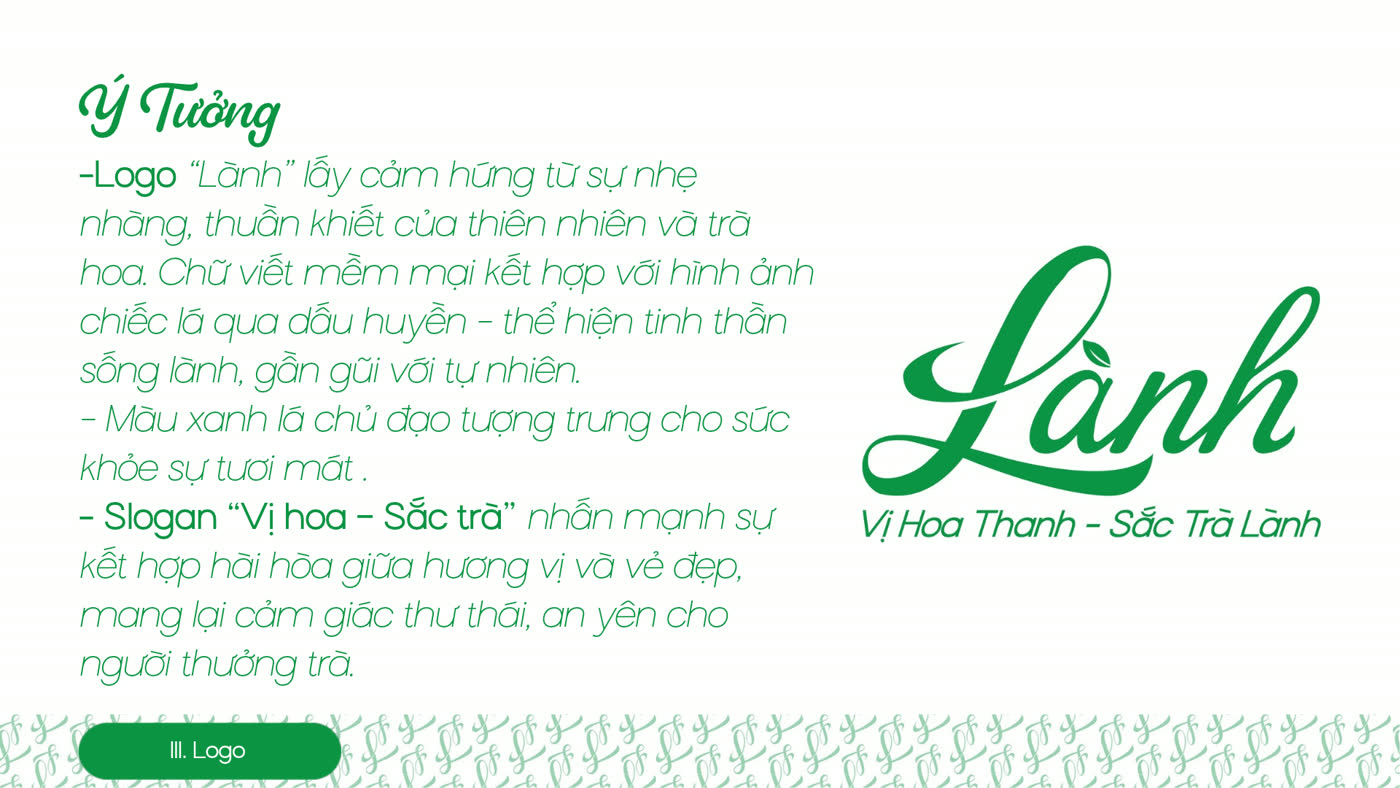 Ý Tưởng
-Logo “Lành” lấy cảm hứng từ sự nhẹ
nhàng, thuần khiết của thiên nhiên và trà
hoa. Chữ viết mềm mại kết hợp với hình ảnh
chiếc lá qua dấu huyền – thể hiện tinh thần
sống lành, gần gũi với tự nhiên.
- Màu xanh lá chủ đạo tượng trưng cho sức
khỏe sự tươi mát .
- Slogan “Vị hoa – Sắc trà” nhấn mạnh sự
kết hợp hài hòa giữa hương vị và vẻ đẹp,
mang lại cảm giác thư thái, an yên cho
người thưởng trà.
Lành
Vị Hoa Thanh - Sắc Trà Lành
III. Logo